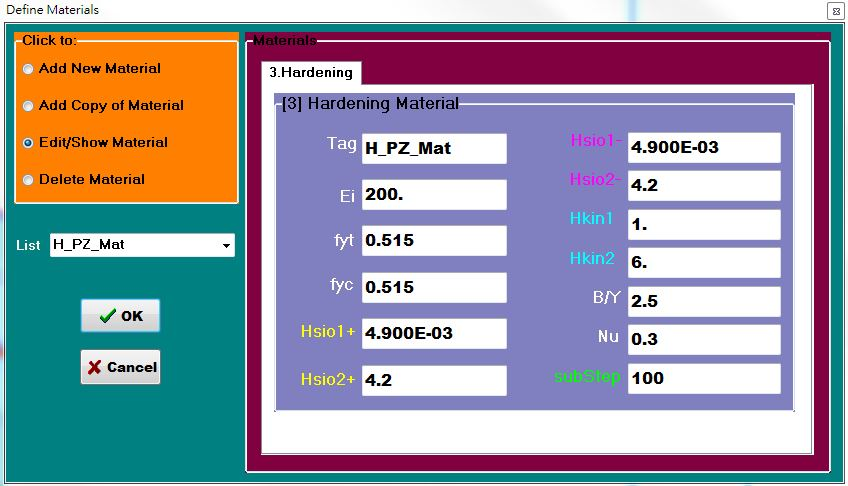 Define Materials
Click to:
Add New Material
Add Copy of Material
Edit/Show Material
Delete Material
List H_PZ_Mat
OK
Cancel
Materials
3.Hardening
[3] Hardening Material
Tag H_PZ_Mat
Ei 200.
fyt 0.515
fyc 0.515
Hsio1+ 4.900E-03
Hsio2+ 4.2
Hsio1- 4.900E-03
Hsio2- 4.2
Hkin1 1.
Hkin2 6.
B/Y 2.5
Nu 0.3
subStep 100